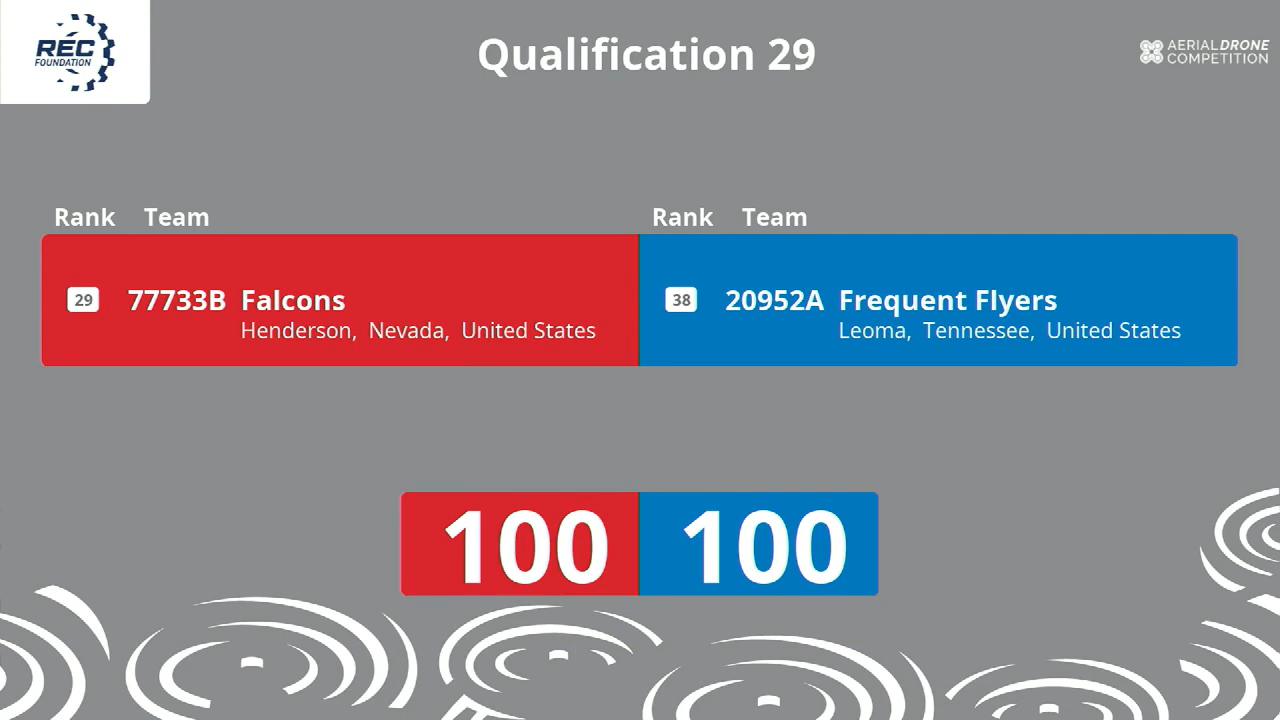 REC
FOUNDATION
Qualification 29
AERIALDRONE
COMPETITION
Rank Team
Rank Team
29 77733B Falcons
Henderson, Nevada, United States
38 20952A Frequent Flyers
Leoma, Tennessee, United States
100 100